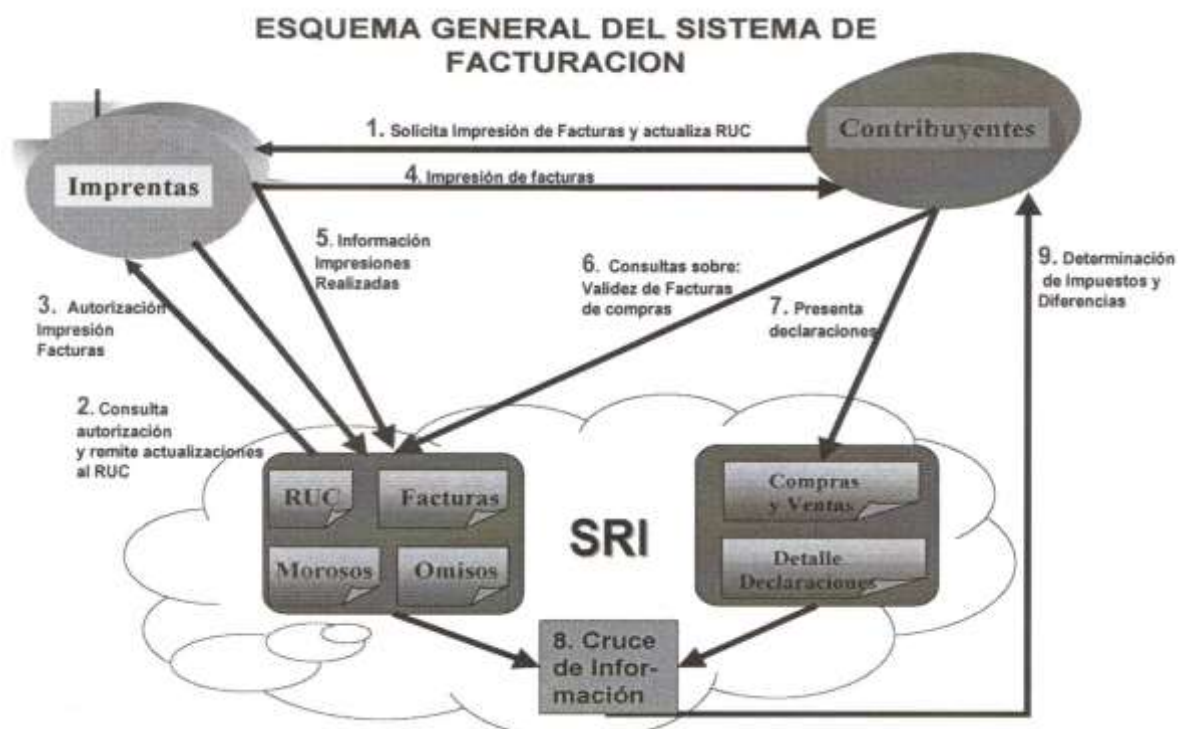 ESQUEMA GENERAL DEL SISTEMA DE
FACTURACION
Imprentas
Contribuyentes
1. Solicita Impresión de Facturas y actualiza RUC
4. Impresión de facturas
5. Información
Impresiones
Realizadas
6. Consultas sobre:
Validez de Facturas
de compras
7. Presenta
declaraciones
9. Determinación
de Impuestos y
Diferencias
3. Autorización
Impresión
Facturas
2. Consulta
autorización
y remite actualizaciones
al RUC
RUC
Facturas
Morosos
Omisos
SRI
Compras
y Ventas
Detalle
Declaraciones
8. Cruce
de Infor-
mación